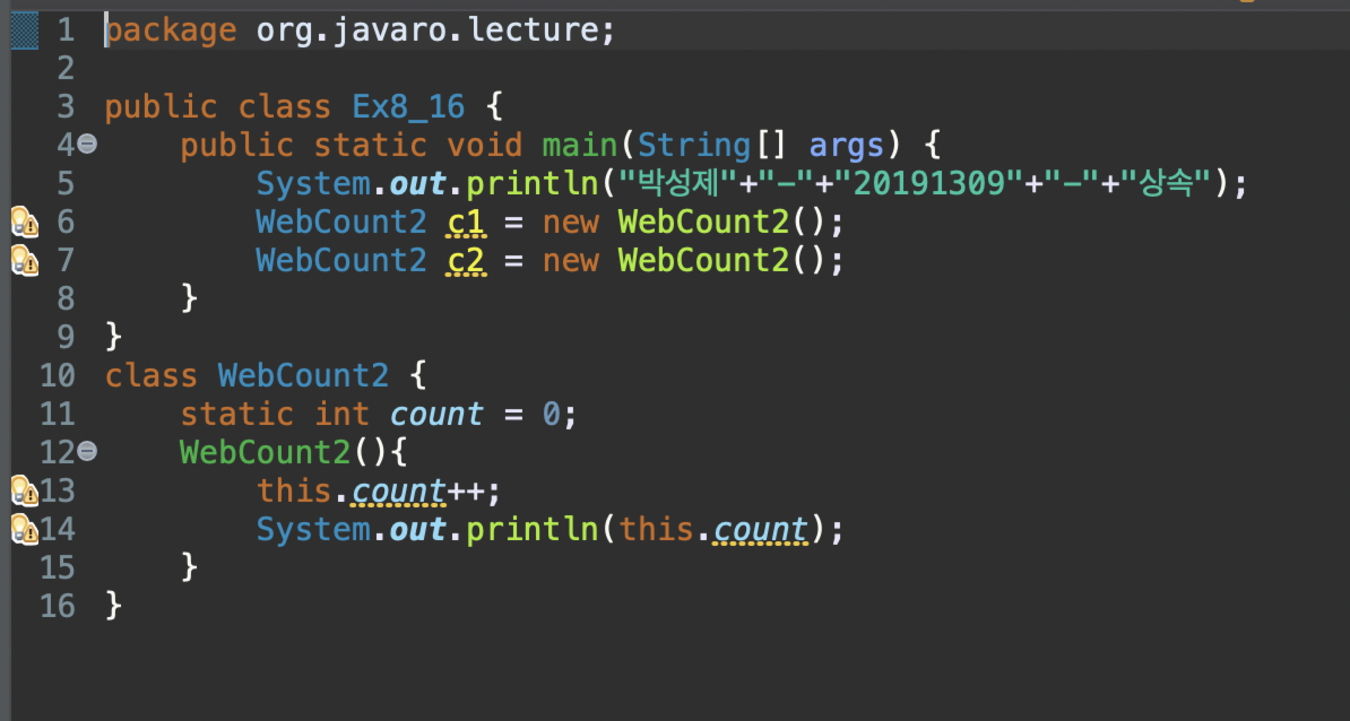 1 package org.javaro.lecture;
2
3 public class Ex8_16 {
4 public static void main(String[] args) {
5 System.out.println("박성제"+"-"+"20191309"+"-"+"상속");
6 WebCount2 c1 = new WebCount2();
7 WebCount2 c2 = new WebCount2();
8 }
9 }
10 class WebCount2 {
11 static int count = 0;
12 WebCount2(){
13 this.count++;
14 System.out.println(this.count);
15 }
16 }